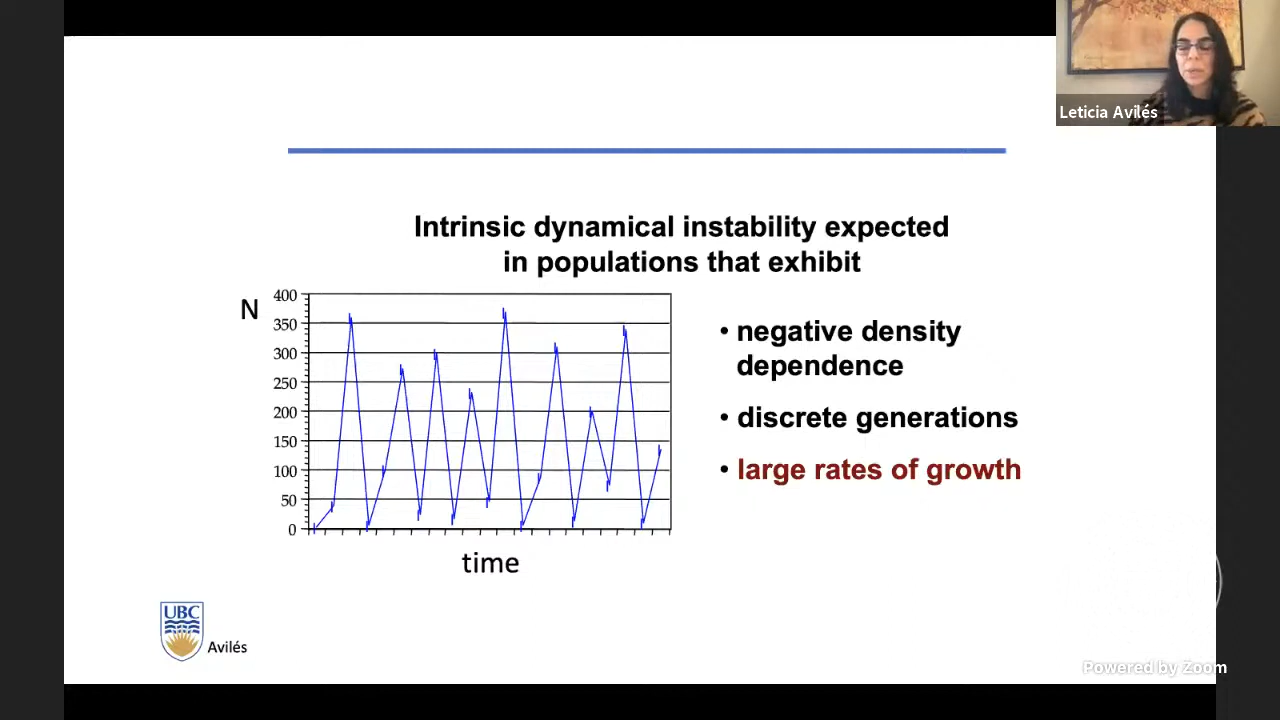 Leticia Avilés
Intrinsic dynamical instability expected
in populations that exhibit
N
400
350
300
250
200
150
100
50
0
time
• negative density
dependence
• discrete generations
• large rates of growth
UBC
Avilés
Powered by Zoom